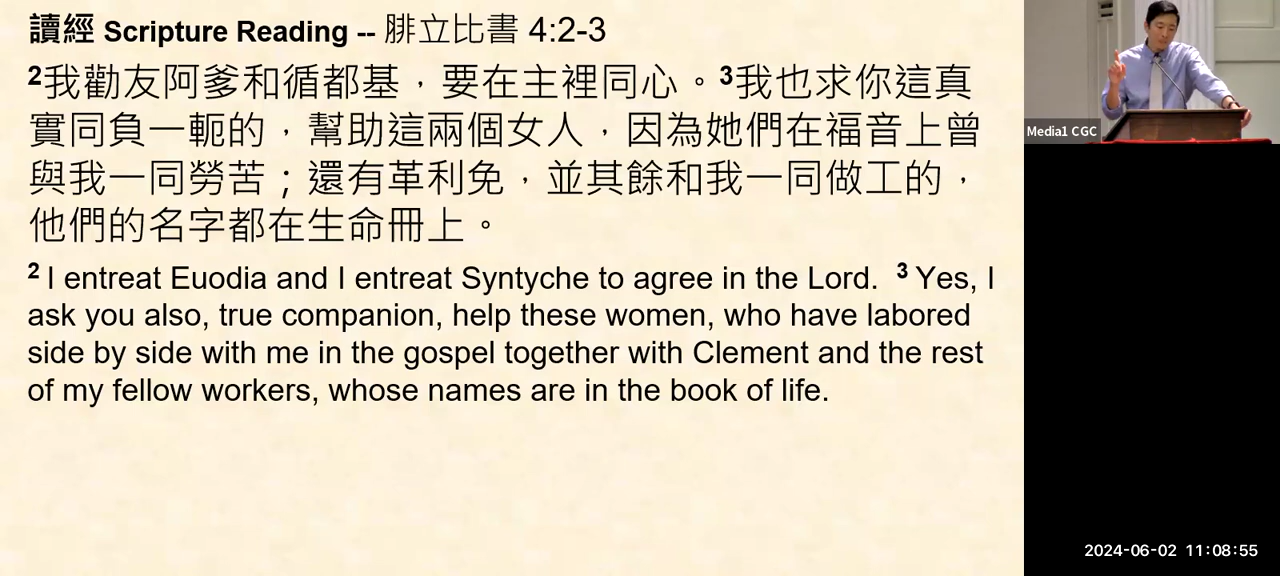 讀經 Scripture Reading -- 腓立比書 4:2-3
2我勸友阿爹和循都基，要在主裡同心。3我也求你這真
實同負一軛的，幫助這兩個女人，因為她們在福音上曾
與我一同勞苦；還有革利免，並其餘和我一同做工的，
他們的名字都在生命冊上。
2 I entreat Euodia and I entreat Syntyche to agree in the Lord. 3 Yes, I
ask you also, true companion, help these women, who have labored
side by side with me in the gospel together with Clement and the rest
of my fellow workers, whose names are in the book of life.
Media1 CGC
2024-06-02 11:08:55